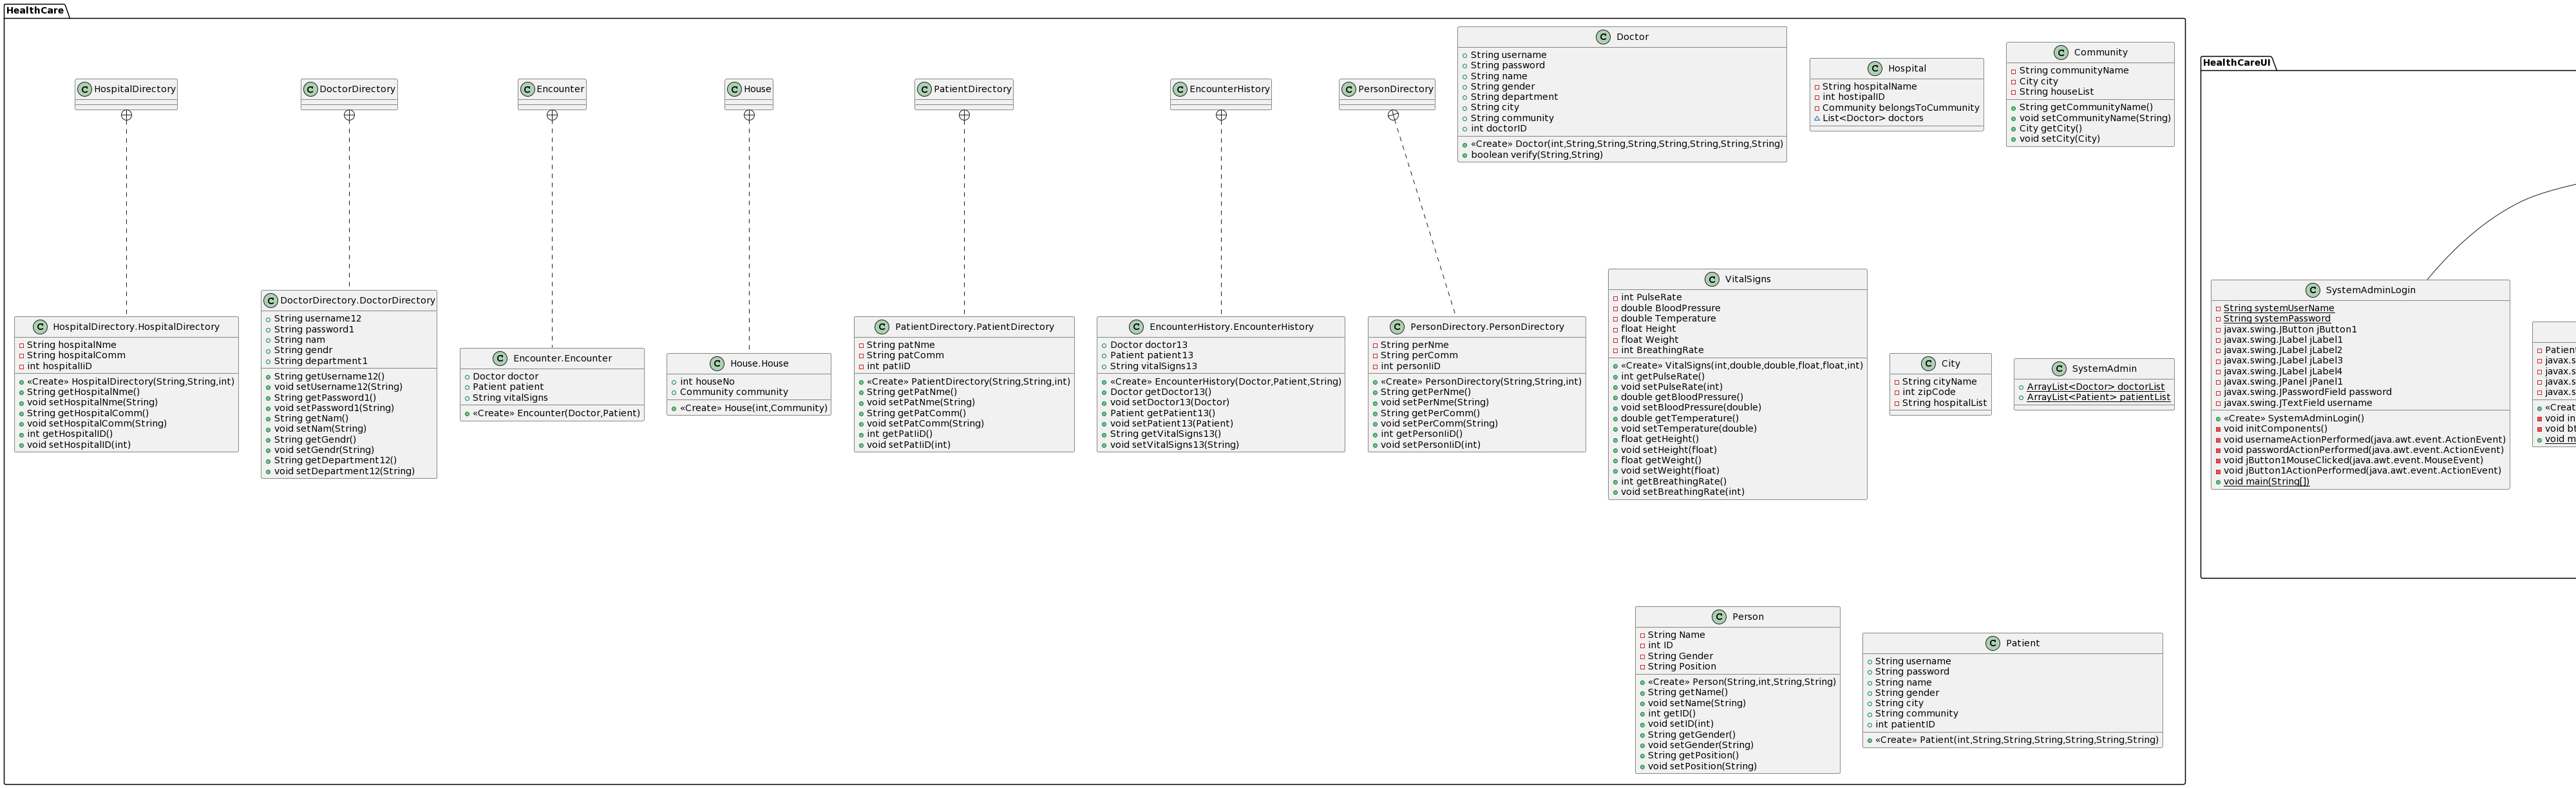 HealthCare
HospitalDirectory
DoctorDirectory
Encounter
House
PatientDirectory
EncounterHistory
PersonDirectory
Doctor
String username
String password
String name
String gender
String department
String city
String community
int doctorID
«Create» Doctor(int,String,String,String,String,String,String,String)
boolean verify(String,String)
Hospital
String hospitalName
int hostipalID
Community belongsToCummunity
List<Doctor> doctors
Community
String communityName
City city
String houseList
String getCommunityName()
void setCommunityName(String)
City getCity()
void setCity(City)
HospitalDirectory.HospitalDirectory
String hospitalNme
String hospitalComm
int hospitalIiD
«Create» HospitalDirectory(String,String,int)
String getHospitalNme()
void setHospitalNme(String)
String getHospitalComm()
void setHospitalComm(String)
int getHospitalID()
void setHospitalID(int)
DoctorDirectory.DoctorDirectory
String username12
String password1
String nam
String gendr
String department1
String getUsername12()
void setUsername12(String)
String getPassword1()
void setPassword1(String)
String getNam()
void setNam(String)
String getGendr()
void setGendr(String)
String getDepartment12()
void setDepartment12(String)
Encounter.Encounter
Doctor doctor
Patient patient
String vitalSigns
«Create» Encounter(Doctor,Patient)
House.House
int houseNo
Community community
«Create» House(int,Community)
PatientDirectory.PatientDirectory
String patNme
String patComm
int patIiD
«Create» PatientDirectory(String,String,int)
String getPatNme()
void setPatNme(String)
String getPatComm()
void setPatComm(String)
int getPatIiD()
void setPatIiD(int)
EncounterHistory.EncounterHistory
Doctor doctor13
Patient patient13
String vitalSigns13
«Create» EncounterHistory(Doctor,Patient,String)
Doctor getDoctor13()
void setDoctor13(Doctor)
Patient getPatient13()
void setPatient13(Patient)
String getVitalSigns13()
void setVitalSigns13(String)
PersonDirectory.PersonDirectory
String perNme
String perComm
int personIiD
«Create» PersonDirectory(String,String,int)
String getPerNme()
void setPerNme(String)
String getPerComm()
void setPerComm(String)
int getPersonIiD()
void setPersonIiD(int)
VitalSigns
int PulseRate
double BloodPressure
double Temperature
float Height
float Weight
int BreathingRate
«Create» VitalSigns(int,double,double,float,float,int)
int getPulseRate()
void setPulseRate(int)
double getBloodPressure()
void setBloodPressure(double)
double getTemperature()
void setTemperature(double)
float getHeight()
void setHeight(float)
float getWeight()
void setWeight(float)
int getBreathingRate()
void setBreathingRate(int)
City
String cityName
int zipCode
String hospitalList
SystemAdmin
ArrayList<Doctor> doctorList
ArrayList<Patient> patientList
Person
String Name
int ID
String Gender
String Position
«Create» Person(String,int,String,String)
String getName()
void setName(String)
int getID()
void setID(int)
String getGender()
void setGender(String)
String getPosition()
void setPosition(String)
Patient
String username
String password
String name
String gender
String city
String community
int patientID
«Create» Patient(int,String,String,String,String,String,String)
HealthCareUI
SystemAdminLogin
String systemUserName
String systemPassword
javax.swing.JButton jButton1
javax.swing.JLabel jLabel1
javax.swing.JLabel jLabel2
javax.swing.JLabel jLabel3
javax.swing.JLabel jLabel4
javax.swing.JPanel jPanel1
javax.swing.JPasswordField password
javax.swing.JTextField username
«Create» SystemAdminLogin()
void initComponents()
void usernameActionPerformed(java.awt.event.ActionEvent)
void passwordActionPerformed(java.awt.event.ActionEvent)
void jButton1MouseClicked(java.awt.event.MouseEvent)
void jButton1ActionPerformed(java.awt.event.ActionEvent)
void main(String[])